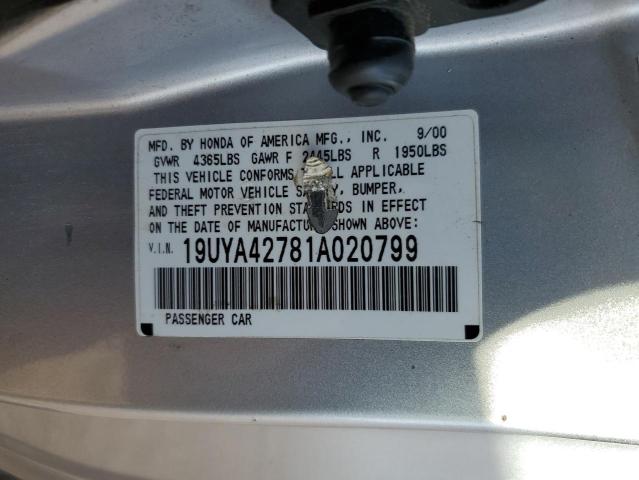 MFD. BY HONDA OF AMERICA MFG., INC. 9/00
GVWR 4365LBS GAWR F 2445LBS R 1950LBS
THIS VEHICLE CONFORMS ALL APPLICABLE
FEDERAL MOTOR VEHICLE BUMPER,
AND THEFT PREVENTION IN EFFECT
ON THE DATE OF MANUFACTURE SHOWN ABOVE:
V.I.N. 19UYA42781A020799
PASSENGER CAR